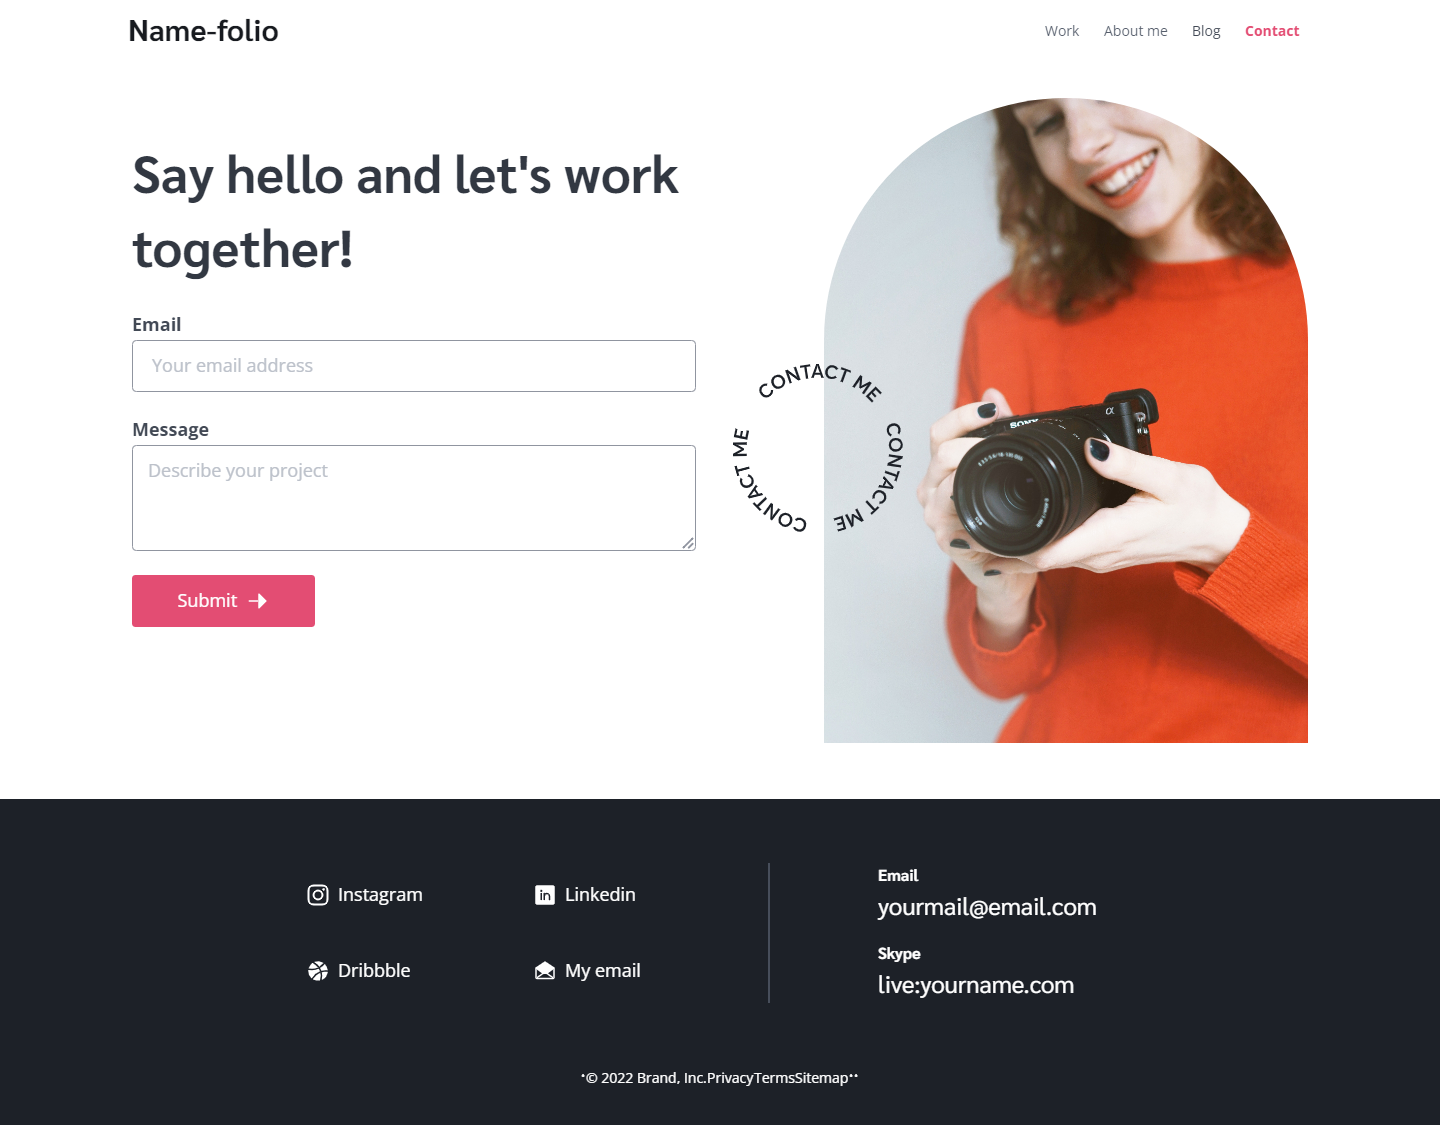 Name-folio
Work
About me
Blog
Contact
Say hello and let's work
together!
Email
Your email address
Message
Describe your project
Submit
CONTACT ME
CONTACT ME
CONTACT ME
SONY
α
Instagram
Linkedin
Dribbble
My email
Email
yourmail@email.com
Skype
live:yourname.com
·© 2022 Brand, Inc.PrivacyTermsSitemap··